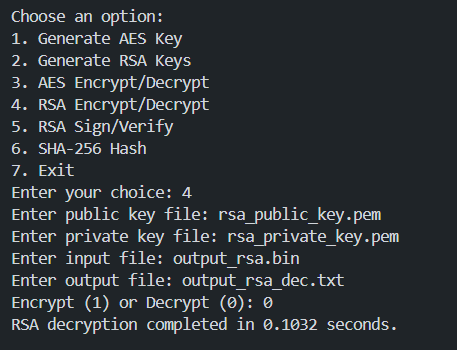 Choose an option:
1. Generate AES Key
2. Generate RSA Keys
3. AES Encrypt/Decrypt
4. RSA Encrypt/Decrypt
5. RSA Sign/Verify
6. SHA-256 Hash
7. Exit
Enter your choice: 4
Enter public key file: rsa_public_key.pem
Enter private key file: rsa_private_key.pem
Enter input file: output_rsa.bin
Enter output file: output_rsa_dec.txt
Encrypt (1) or Decrypt (0): 0
RSA decryption completed in 0.1032 seconds.